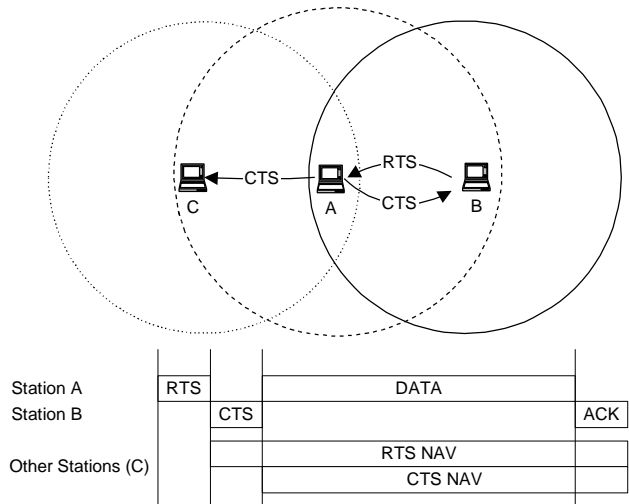 RTS
CTS
CTS
C
A
B
Station A
RTS
DATA
Station B
CTS
ACK
Other Stations (C)
RTS NAV
CTS NAV